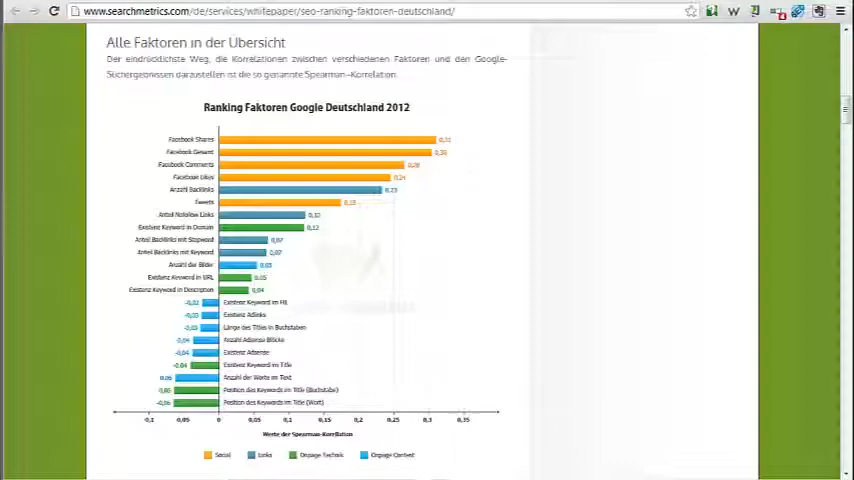 www.searchmetrics.com/de/services/whitepaper/seo-ranking-faktoren-deutschland/
Alle Faktoren in der Übersicht
Der eindrücklichste Weg, die Korrelationen zwischen verschiedenen Faktoren und den Google-
Suchergebnissen darzustellen ist die so genannte Spearman-Korrelation.
Ranking Faktoren Google Deutschland 2012
Facebook Shares 0,31
Facebook Gesamt 0,30
Facebook Comments
Facebook Likes 0,24
Anzahl Backlinks 0,23
Tweets
Anteil Nofollow Links 0,12
Existenz Keyword in Domain 0,12
Anteil Backlinks mit Stopword 0,07
Anteil Backlinks mit Keyword 0,07
Anzahl der Bilder 0,05
Existenz Keyword in URL 0,05
Existenz Keyword in Description 0,04
Existenz Keyword im H1
-0,03 Existenz Adlinks
-0,03 Länge des Titles in Buchstaben
-0,04 Anzahl Adsense Blöcke
-0,04 Existenz Adsense
-0,04 Existenz Keyword im Title
Anzahl der Worte im Text
Position des Keywords im Title (Buchstabe)
-0,06 Position des Keywords im Title (Wort)
-0,1 -0,05 0 0,05 0,1 0,15 0,2 0,25 0,3 0,35
Werte der Spearman-Korrelation
Social Links Onpage Technik Onpage Content